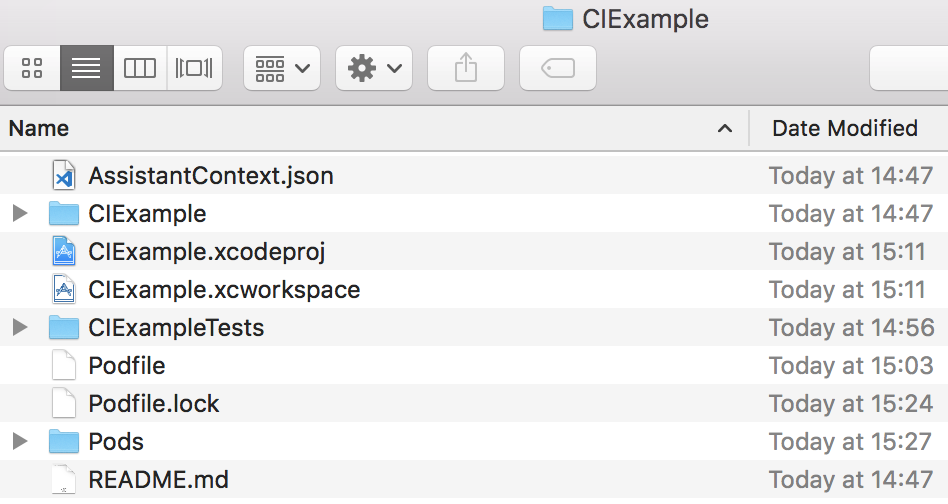 CIExample
Name Date Modified
AssistantContext.json Today at 14:47
CIExample Today at 14:47
CIExample.xcodeproj Today at 15:11
CIExample.xcworkspace Today at 15:11
CIExampleTests Today at 14:56
Podfile Today at 15:03
Podfile.lock Today at 15:24
Pods Today at 15:27
README.md Today at 14:47